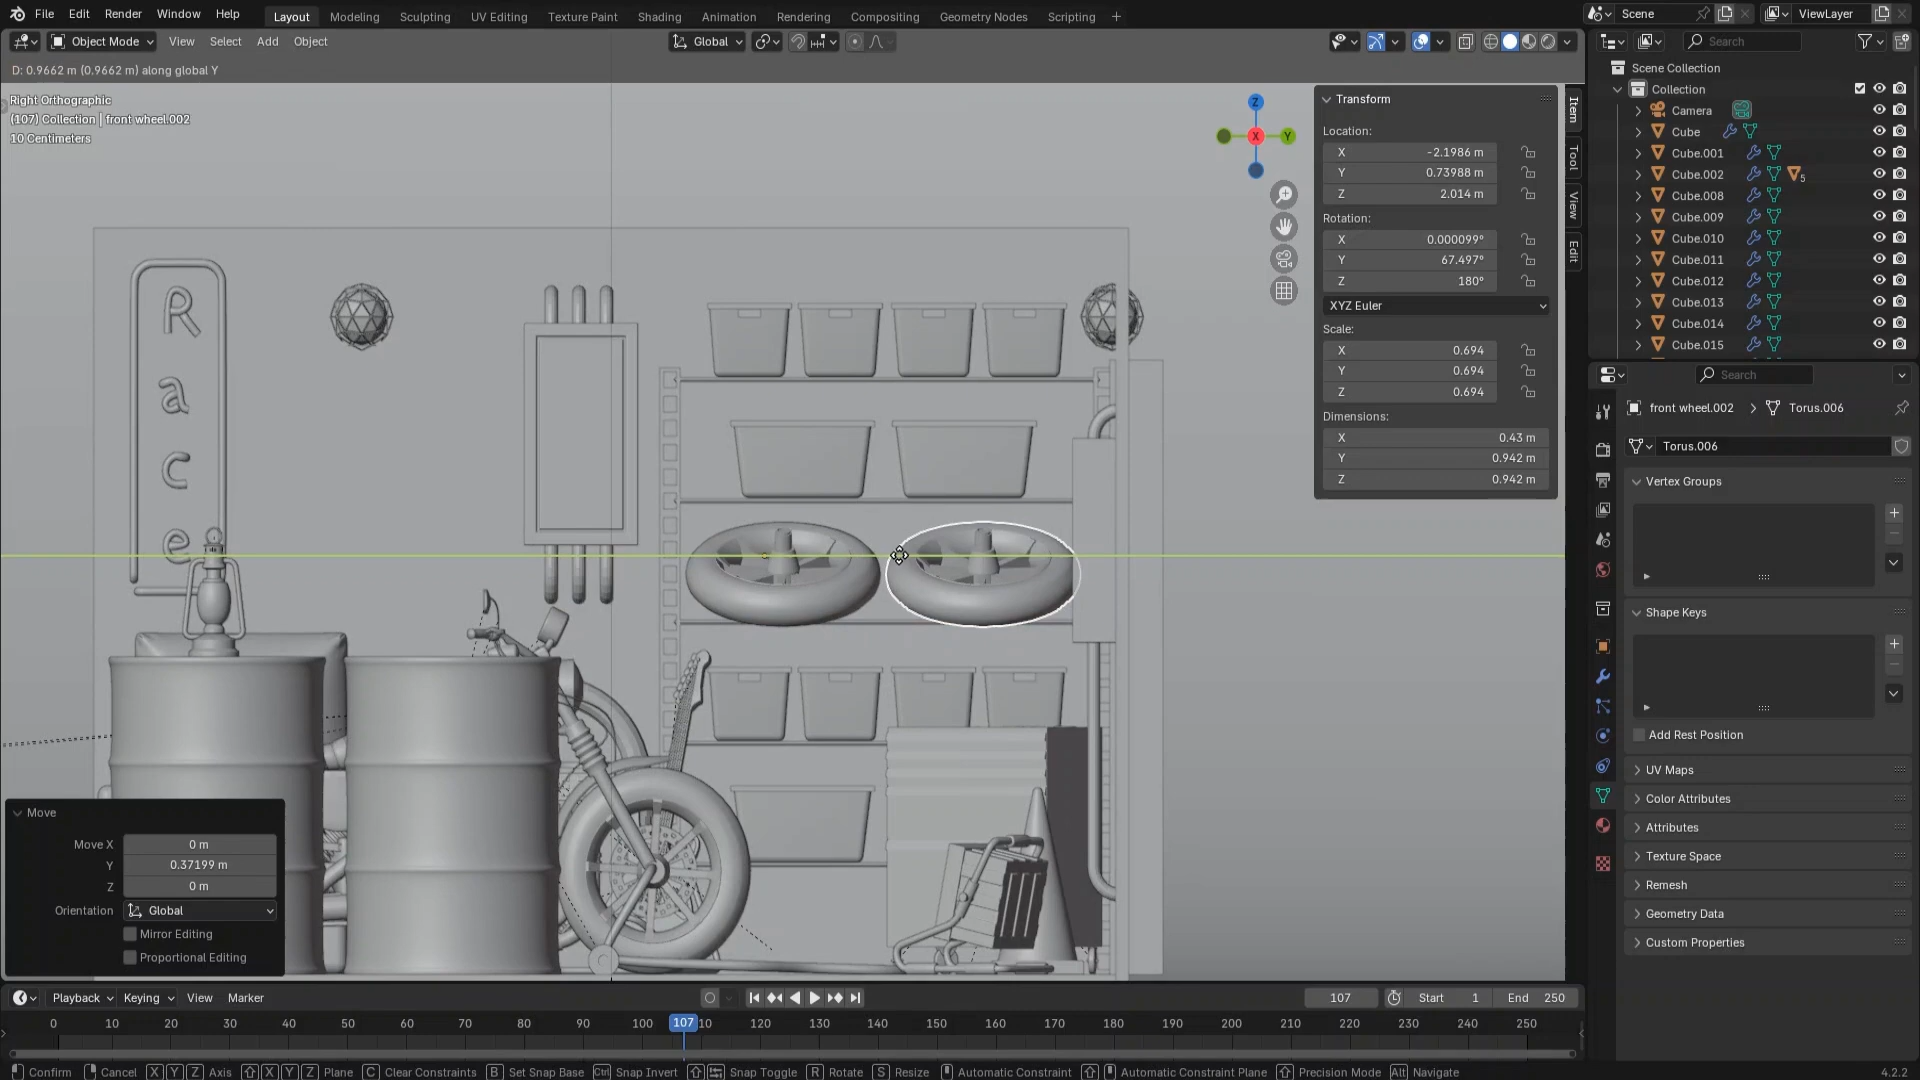 File Edit Render Window Help Layout Modeling Sculpting UV Editing Texture Paint Shading Animation Rendering Compositing Geometry Nodes Scripting + Scene ViewLayer
Object Mode View Select Add Object Global Search
D: 0.9662 m (0.9662 m) along global Y
Right Orthographic
(107) Collection | front wheel.002
10 Centimeters
Z
X
Y
Transform
Location:
X -2.1986 m
Y 0.73988 m
Z 2.014 m
Rotation:
X 0.000099°
Y 67.497°
Z 180°
XYZ Euler
Scale:
X 0.694
Y 0.694
Z 0.694
Dimensions:
X 0.43 m
Y 0.942 m
Z 0.942 m
Item
Tool
View
Edit
R
a
c
e
Scene Collection
Collection
Camera
Cube
Cube.001
Cube.002 5
Cube.008
Cube.009
Cube.010
Cube.011
Cube.012
Cube.013
Cube.014
Cube.015
Search
front wheel.002 > Torus.006
Torus.006
Vertex Groups
Shape Keys
Add Rest Position
UV Maps
Color Attributes
Attributes
Texture Space
Remesh
Geometry Data
Custom Properties
Move
Move X 0 m
Y 0.37199 m
Z 0 m
Orientation Global
Mirror Editing
Proportional Editing
Playback Keying View Marker 107 Start 1 End 250
0 10 20 30 40 50 60 70 80 90 100 107 10 120 130 140 150 160 170 180 190 200 210 220 230 240 250
Confirm Cancel X Y Z Axis X Y Z Plane C Clear Constraints B Set Snap Base Ctrl Snap Invert Snap Toggle R Rotate S Resize Automatic Constraint Automatic Constraint Plane Precision Mode Alt Navigate 4.2.2